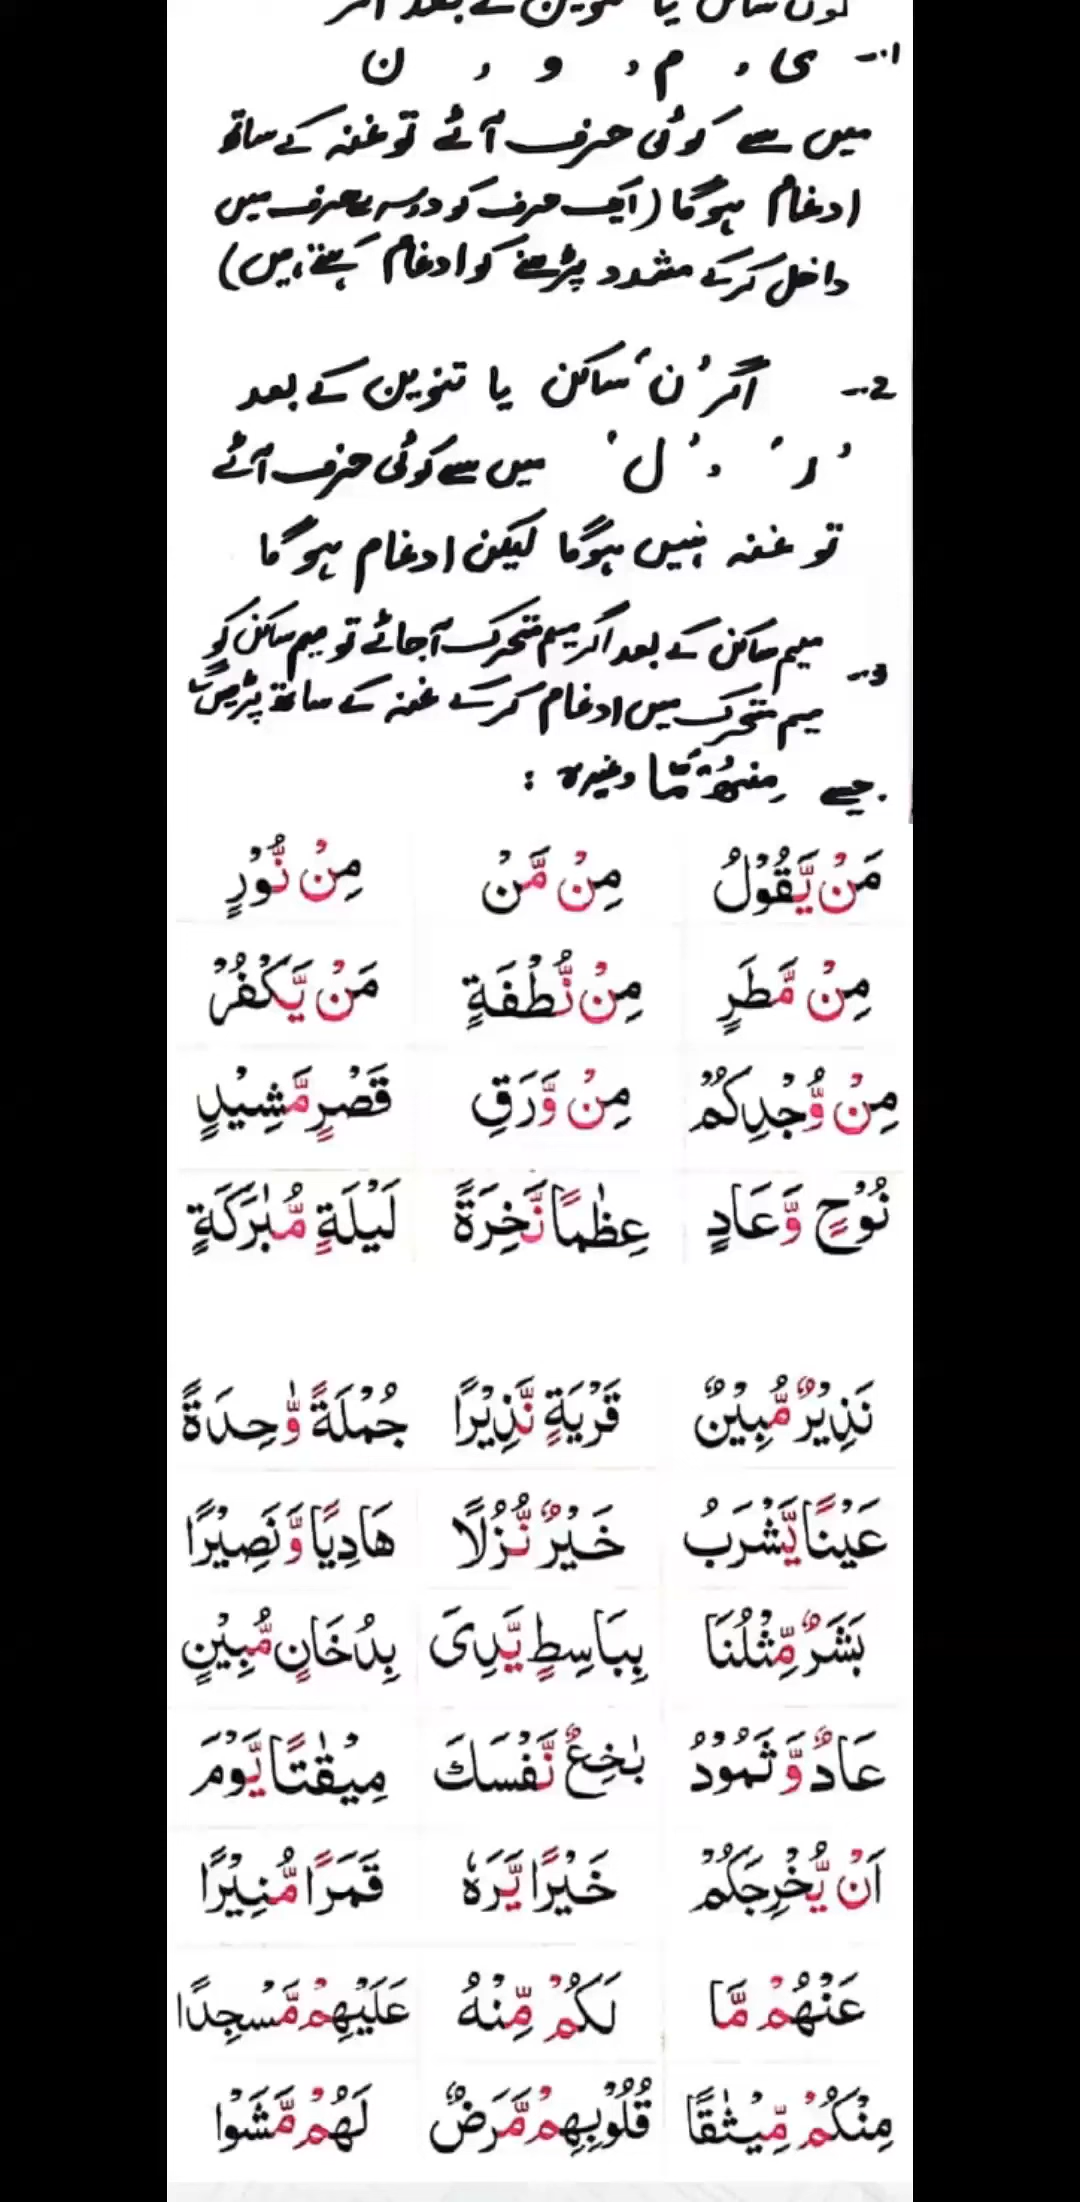 نون ساکن یا تنوین کے بعد اگر
1-- ی ، م ، و ، ن
میں سے کوئی حرف آئے تو غنہ کے ساتھ
ادغام ہوگا (ایک حرف کو دوسرے حرف میں
داخل کرکے مشدد پڑھنے کو ادغام کہتے ہیں)
2-- اگر 'ن' ساکن یا تنوین کے بعد
'ر' ، 'ل' میں سے کوئی حرف آئے
تو غنہ نہیں ہوگا لیکن ادغام ہوگا
3-- میم ساکن کے بعد اگر میم متحرک آجائے تو میم ساکن کو
میم متحرک میں ادغام کرکے غنہ کے ساتھ پڑھیں گے
جیسے مِنْهُمْ مَّا وغیرہ :
مَنْ يَّقُوْلُ مِنْ مَّنْ مِنْ نُّوْرٍ
مِنْ مَّطَرٍ مِنْ نُّطْفَةٍ مَنْ يَّكْفُرْ
مِنْ وُّجْدِكُمْ مِنْ وَّرَقِ قَصْرٍ مَّشِيْدٍ
نُوْحٍ وَّعَادٍ عِظٰمًا نَّخِرَةً لَيْلَةٍ مُّبٰرَكَةٍ
نَذِيْرٌ مُّبِيْنٌ قَرْيَةٍ نَّذِيْرًا جُمْلَةً وّٰحِدَةً
عَيْنًا يَّشْرَبُ خَيْرٌ نُّزُلًا هَادِيًا وَّنَصِيْرًا
بَشَرٌ مِّثْلُنَا بِبَاسِطٍ يَّدِىَ بِدُخَانٍ مُّبِيْنٍ
عَادٌ وَّثَمُوْدُ بٰخِعٌ نَّفْسَكَ مِيْقٰتًا يَّوْمَ
اَنْ يُّخْرِجَكُمْ خَيْرًا يَّرَهٗ قَمَرًا مُّنِيْرًا
عَنْهُمْ مَّا لَكُمْ مِّنْهُ عَلَيْهِمْ مَّسْجِدًا
مِنْكُمْ مِّيْثٰقًا قُلُوْبِهِمْ مَّرَضٌ لَهُمْ مَّشَوْا